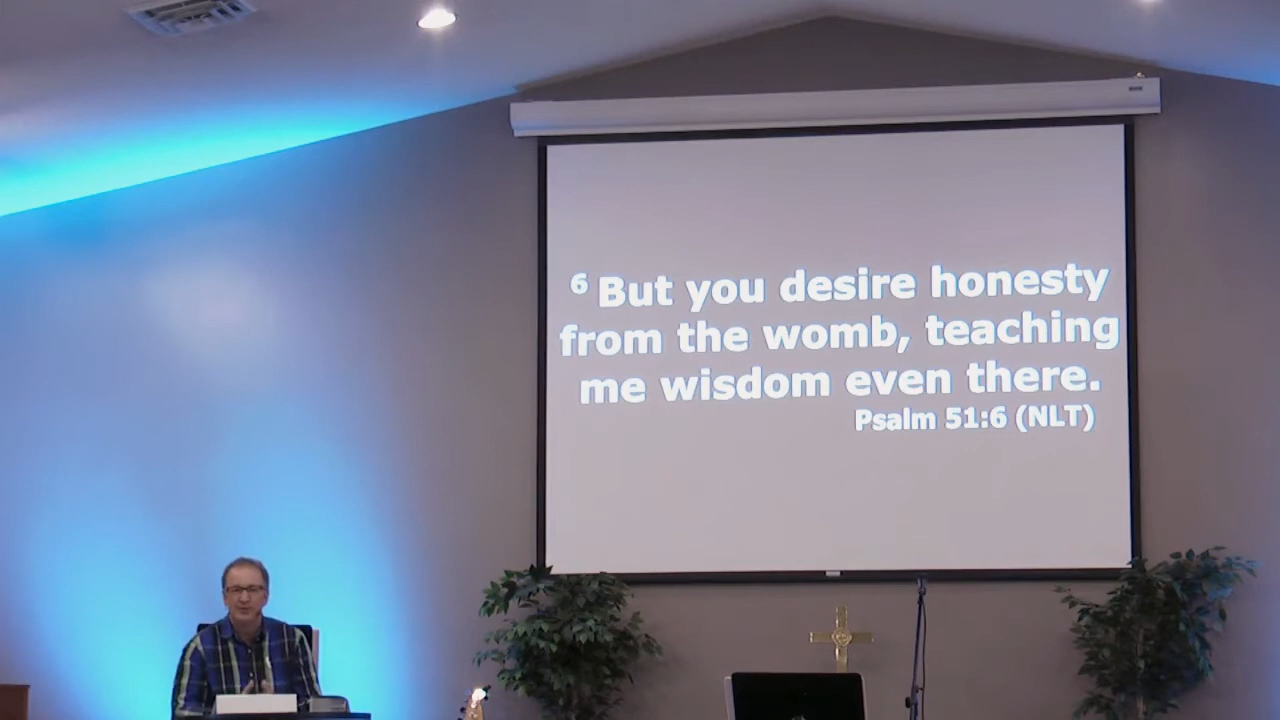 6 But you desire honesty
from the womb, teaching
me wisdom even there.
Psalm 51:6 (NLT)